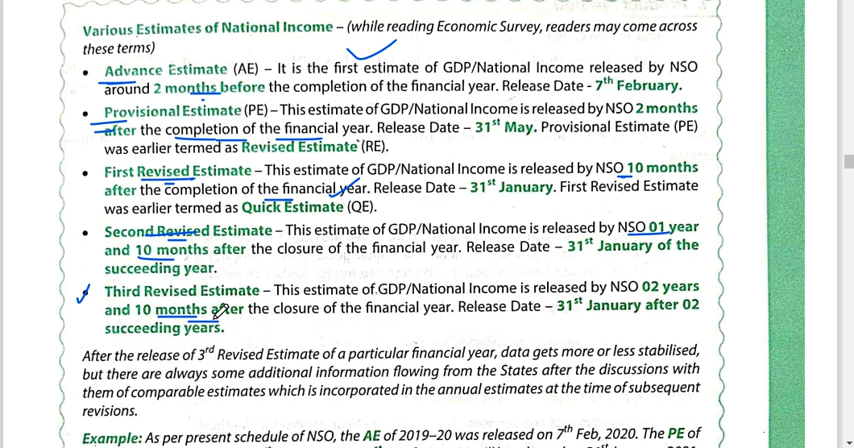 Various Estimates of National Income – (while reading Economic Survey, readers may come across
these terms)
• Advance Estimate (AE) – It is the first estimate of GDP/National Income released by NSO
around 2 months before the completion of the financial year. Release Date - 7th February.
• Provisional Estimate (PE) – This estimate of GDP/National Income is released by NSO 2 months
after the completion of the financial year. Release Date – 31st May. Provisional Estimate (PE)
was earlier termed as Revised Estimate (RE).
• First Revised Estimate – This estimate of GDP/National Income is released by NSO 10 months
after the completion of the financial year. Release Date – 31st January. First Revised Estimate
was earlier termed as Quick Estimate (QE).
• Second Revised Estimate – This estimate of GDP/National Income is released by NSO 01 year
and 10 months after the closure of the financial year. Release Date – 31st January of the
succeeding year.
Third Revised Estimate – This estimate of GDP/National Income is released by NSO 02 years
and 10 months after the closure of the financial year. Release Date – 31st January after 02
succeeding years.
After the release of 3rd Revised Estimate of a particular financial year, data gets more or less stabilised,
but there are always some additional information flowing from the States after the discussions with
them of comparable estimates which is incorporated in the annual estimates at the time of subsequent
revisions.
Example: As per present schedule of NSO, the AE of 2019–20 was released on 7th Feb, 2020. The PE of